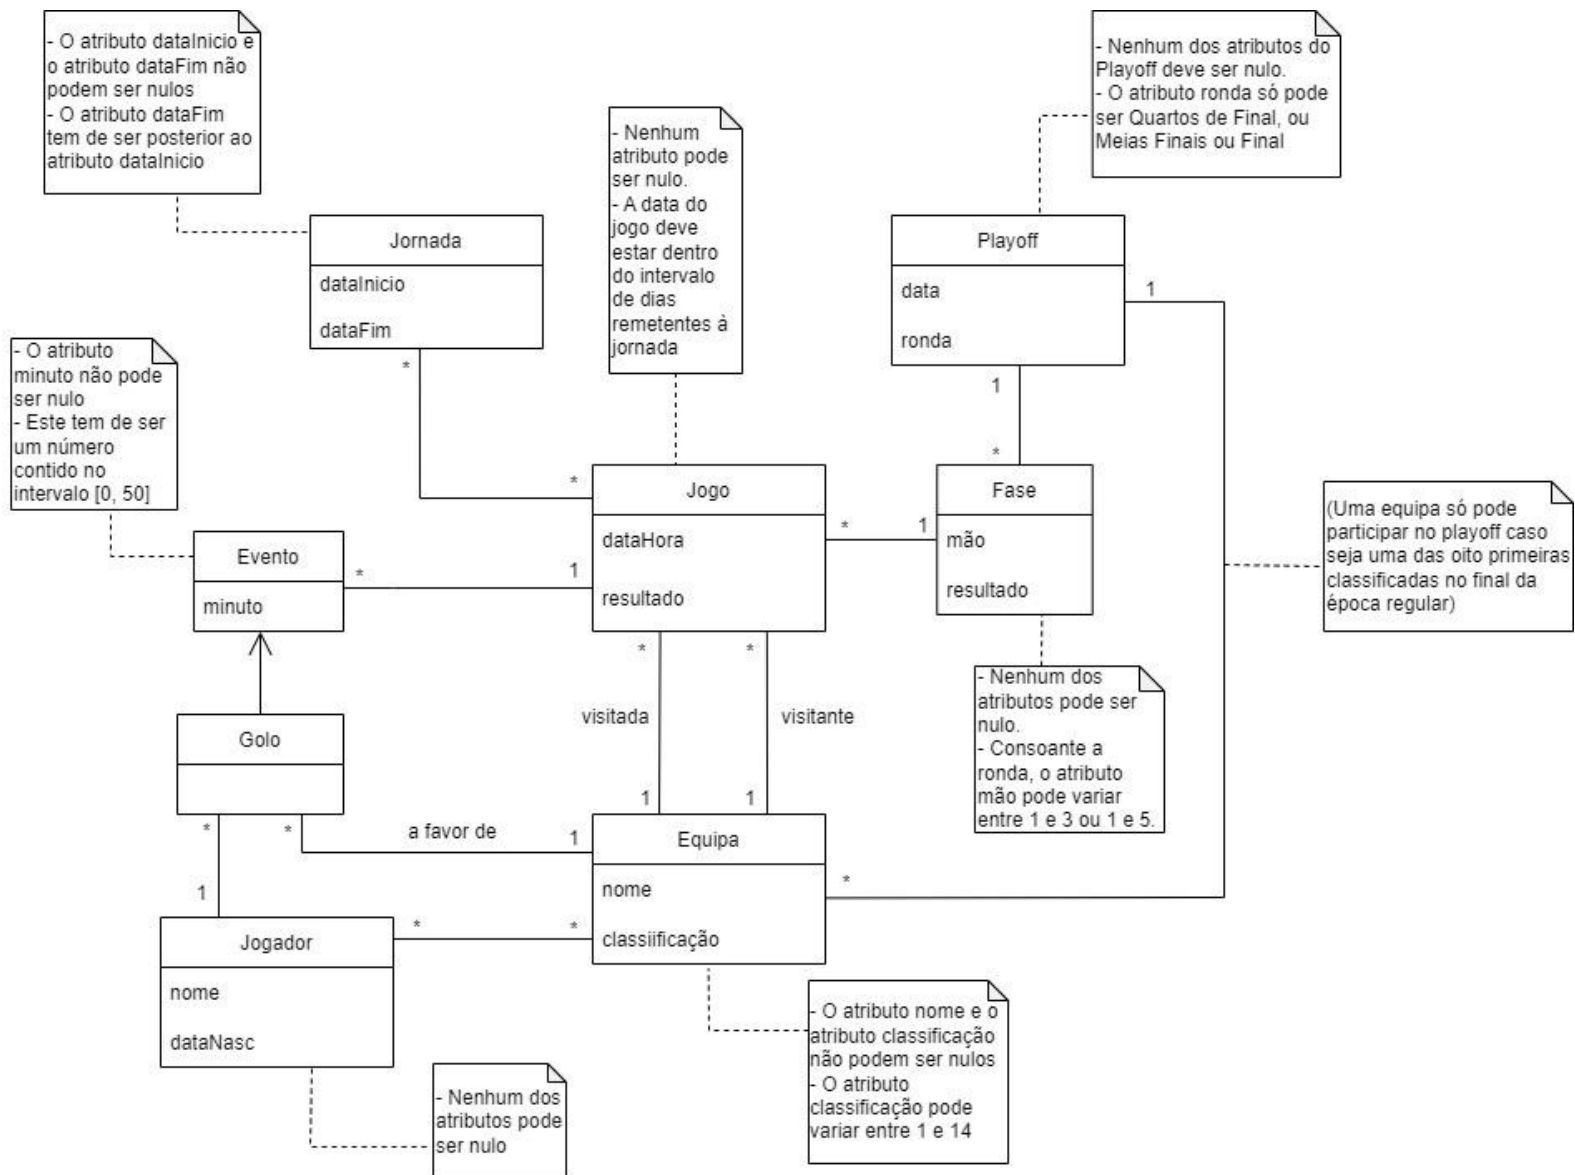 - O atributo dataInicio e
o atributo dataFim não
podem ser nulos
- O atributo dataFim
tem de ser posterior ao
atributo dataInicio
- Nenhum dos atributos do
Playoff deve ser nulo.
- O atributo ronda só pode
ser Quartos de Final, ou
Meias Finais ou Final
- Nenhum
atributo pode
ser nulo.
- A data do
jogo deve
estar dentro
do intervalo
de dias
remetentes à
jornada
Jornada
dataInicio
dataFim
*
Playoff
data
ronda
1
1
*
- O atributo
minuto não pode
ser nulo
- Este tem de ser
um número
contido no
intervalo [0, 50]
Evento
minuto
*
1
*
Jogo
dataHora
resultado
*
1
Fase
mão
resultado
(Uma equipa só pode
participar no playoff caso
seja uma das oito primeiras
classificadas no final da
época regular)
*
*
visitada
visitante
1
1
- Nenhum dos
atributos pode ser
nulo.
- Consoante a
ronda, o atributo
mão pode variar
entre 1 e 3 ou 1 e 5.
Golo
*
*
a favor de
1
1
Equipa
nome
classiificação
*
Jogador
nome
dataNasc
*
*
- O atributo nome e o
atributo classificação
não podem ser nulos
- O atributo
classificação pode
variar entre 1 e 14
- Nenhum dos
atributos pode
ser nulo